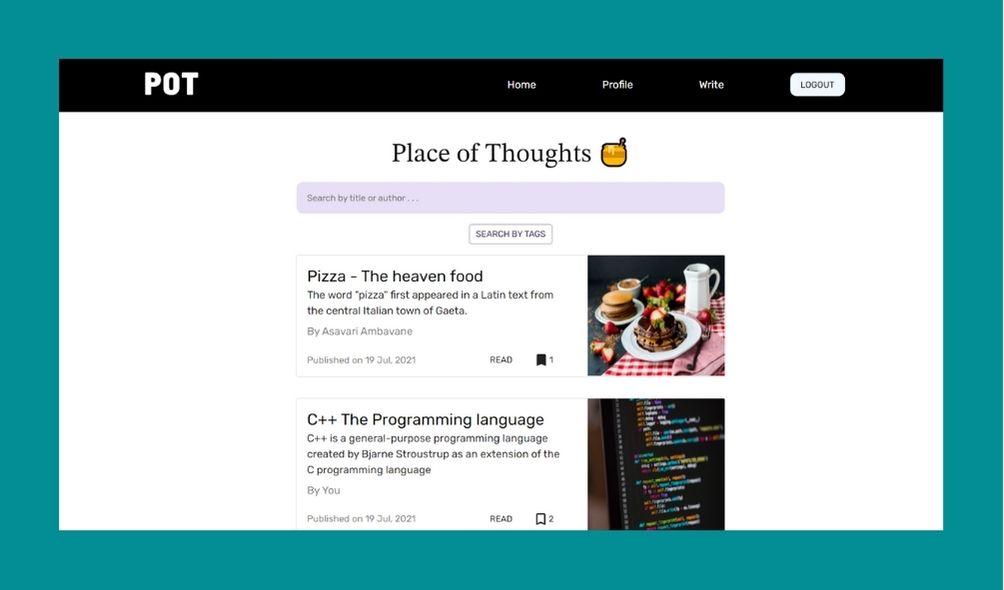 POT
Home
Profile
Write
LOGOUT
Place of Thoughts
Search by title or author . . .
SEARCH BY TAGS
Pizza - The heaven food
The word "pizza" first appeared in a Latin text from
the central Italian town of Gaeta.
By Asavari Ambavane
Published on 19 Jul, 2021
READ
1
C++ The Programming language
C++ is a general-purpose programming language
created by Bjarne Stroustrup as an extension of the
C programming language
By You
Published on 19 Jul, 2021
READ
2